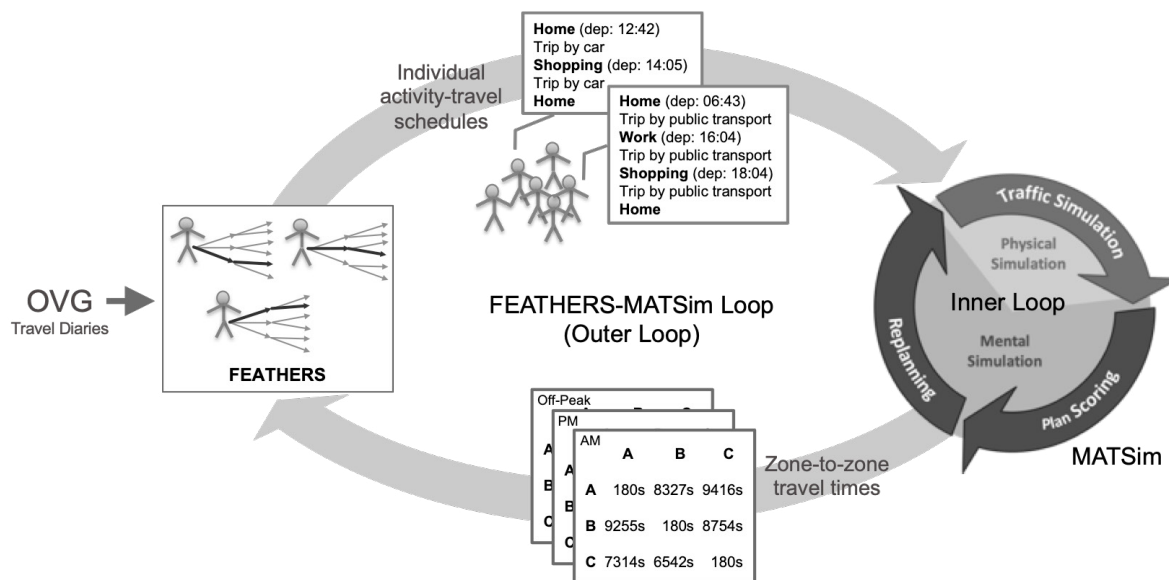 Individual
activity-travel
schedules
Home (dep: 12:42)
Trip by car
Shopping (dep: 14:05)
Trip by car
Home
Home (dep: 06:43)
Trip by public transport
Work (dep: 16:04)
Trip by public transport
Shopping (dep: 18:04)
Trip by public transport
Home
OVG
Travel Diaries
FEATHERS
FEATHERS-MATSim Loop
(Outer Loop)
Traffic Simulation
Physical
Simulation
Inner Loop
Mental
Simulation
Replanning
Plan Scoring
MATSim
Zone-to-zone
travel times
Off-Peak
A
B
C
PM
A
B
C
AM
A B C
A 180s 8327s 9416s
B 9255s 180s 8754s
C 7314s 6542s 180s